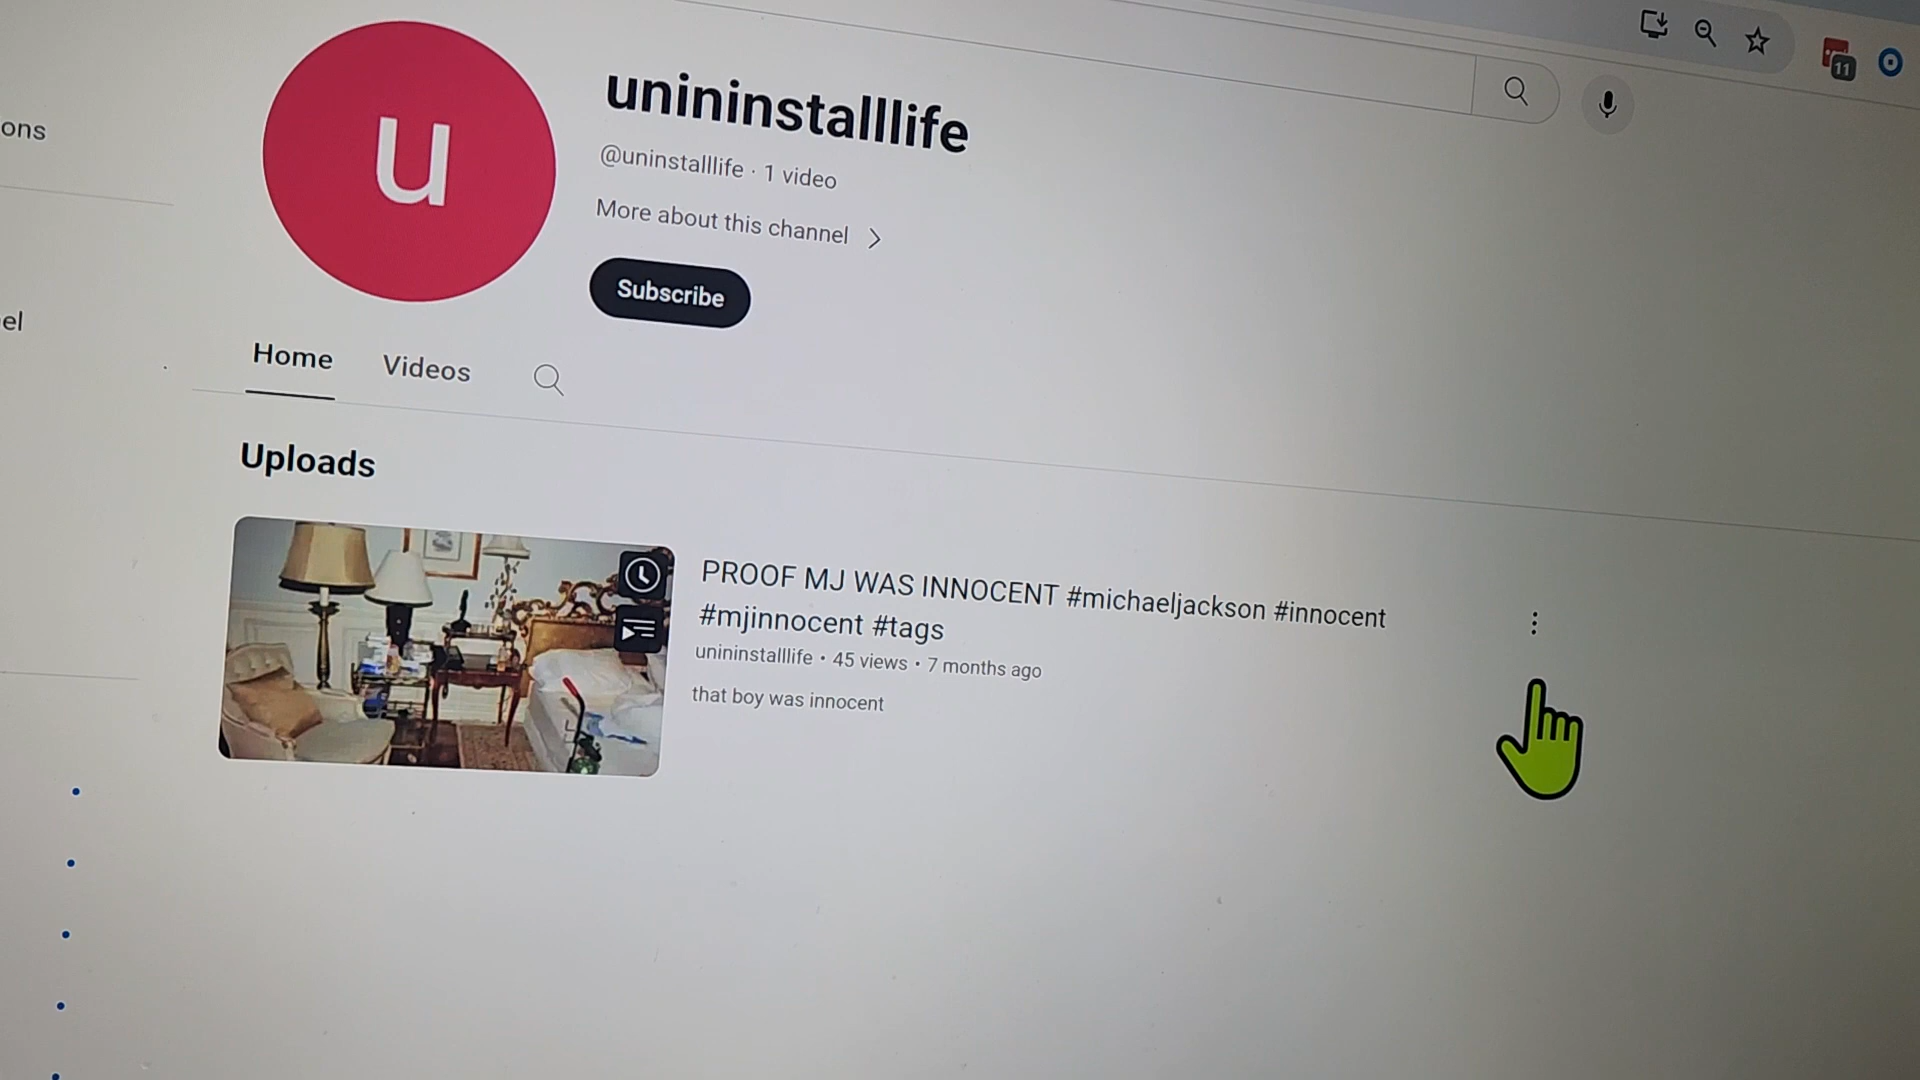 11
ons
el
u
unininstalllife
@uninstalllife · 1 video
More about this channel
Subscribe
Home
Videos
Uploads
PROOF MJ WAS INNOCENT #michaeljackson #innocent
#mjinnocent #tags
unininstalllife • 45 views • 7 months ago
that boy was innocent